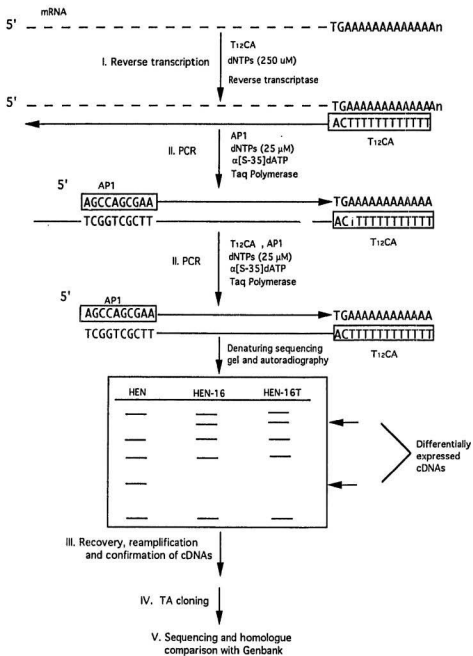 mRNA
5' TGAAAAAAAAAAAAAn
I. Reverse transcription
T12CA
dNTPs (250 uM)
Reverse transcriptase
5' TGAAAAAAAAAAAAAn
ACTTTTTTTTTTTT
T12CA
II. PCR
AP1
dNTPs (25 µM)
α[S-35]dATP
Taq Polymerase
5' AP1
AGCCAGCGAA TGAAAAAAAAAAAA
TCGGTCGCTT ACiTTTTTTTTTTT
T12CA
II. PCR
T12CA , AP1
dNTPs (25 µM)
α[S-35]dATP
Taq Polymerase
5' AP1
AGCCAGCGAA TGAAAAAAAAAAAA
TCGGTCGCTT ACTTTTTTTTTTTT
T12CA
Denaturing sequencing
gel and autoradiography
HEN HEN-16 HEN-16T
Differentially
expressed
cDNAs
III. Recovery, reamplification
and confirmation of cDNAs
IV. TA cloning
V. Sequencing and homologue
comparison with Genbank